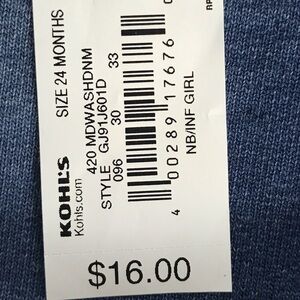 KOHL'S
Kohls.com
SIZE 24 MONTHS
420 MDWASHDNM
STYLE GJ91J601D
096 30 33
4 00289 17676
NB/INF GIRL
$16.00